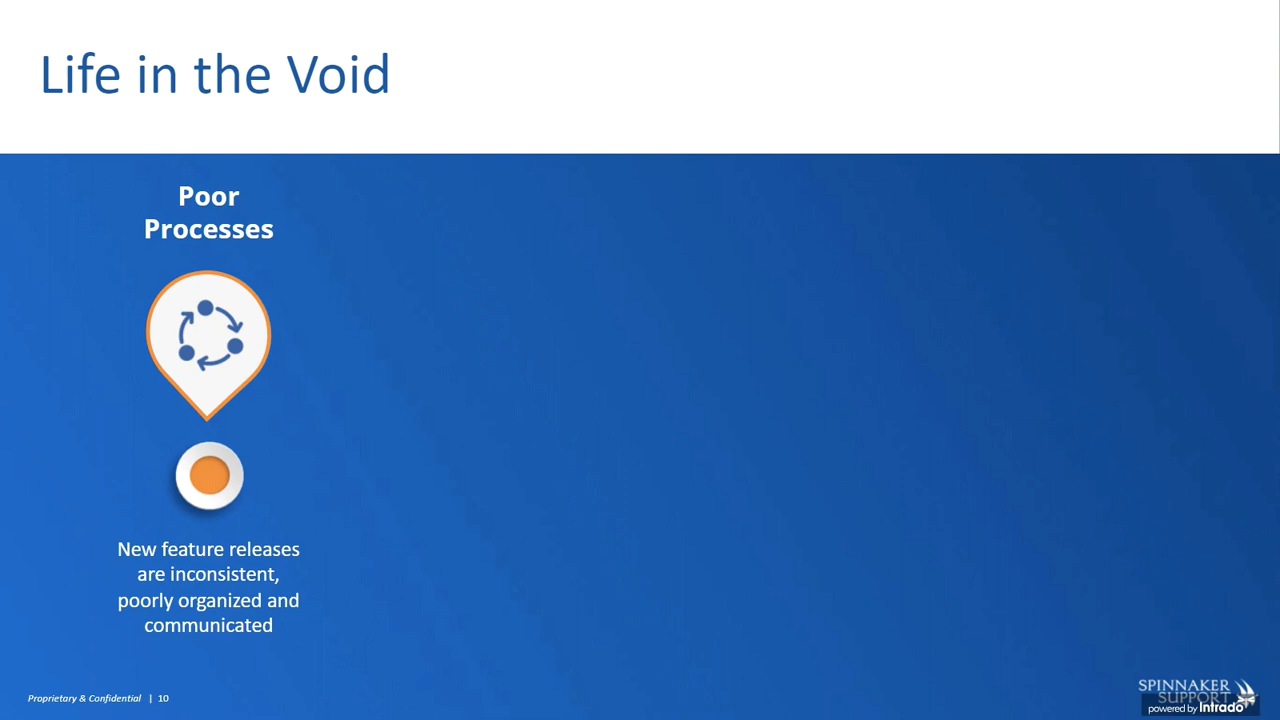 Life in the Void
Poor
Processes
New feature releases
are inconsistent,
poorly organized and
communicated
Proprietary & Confidential | 10
SPINNAKER
SUPPORT
powered by Intrado